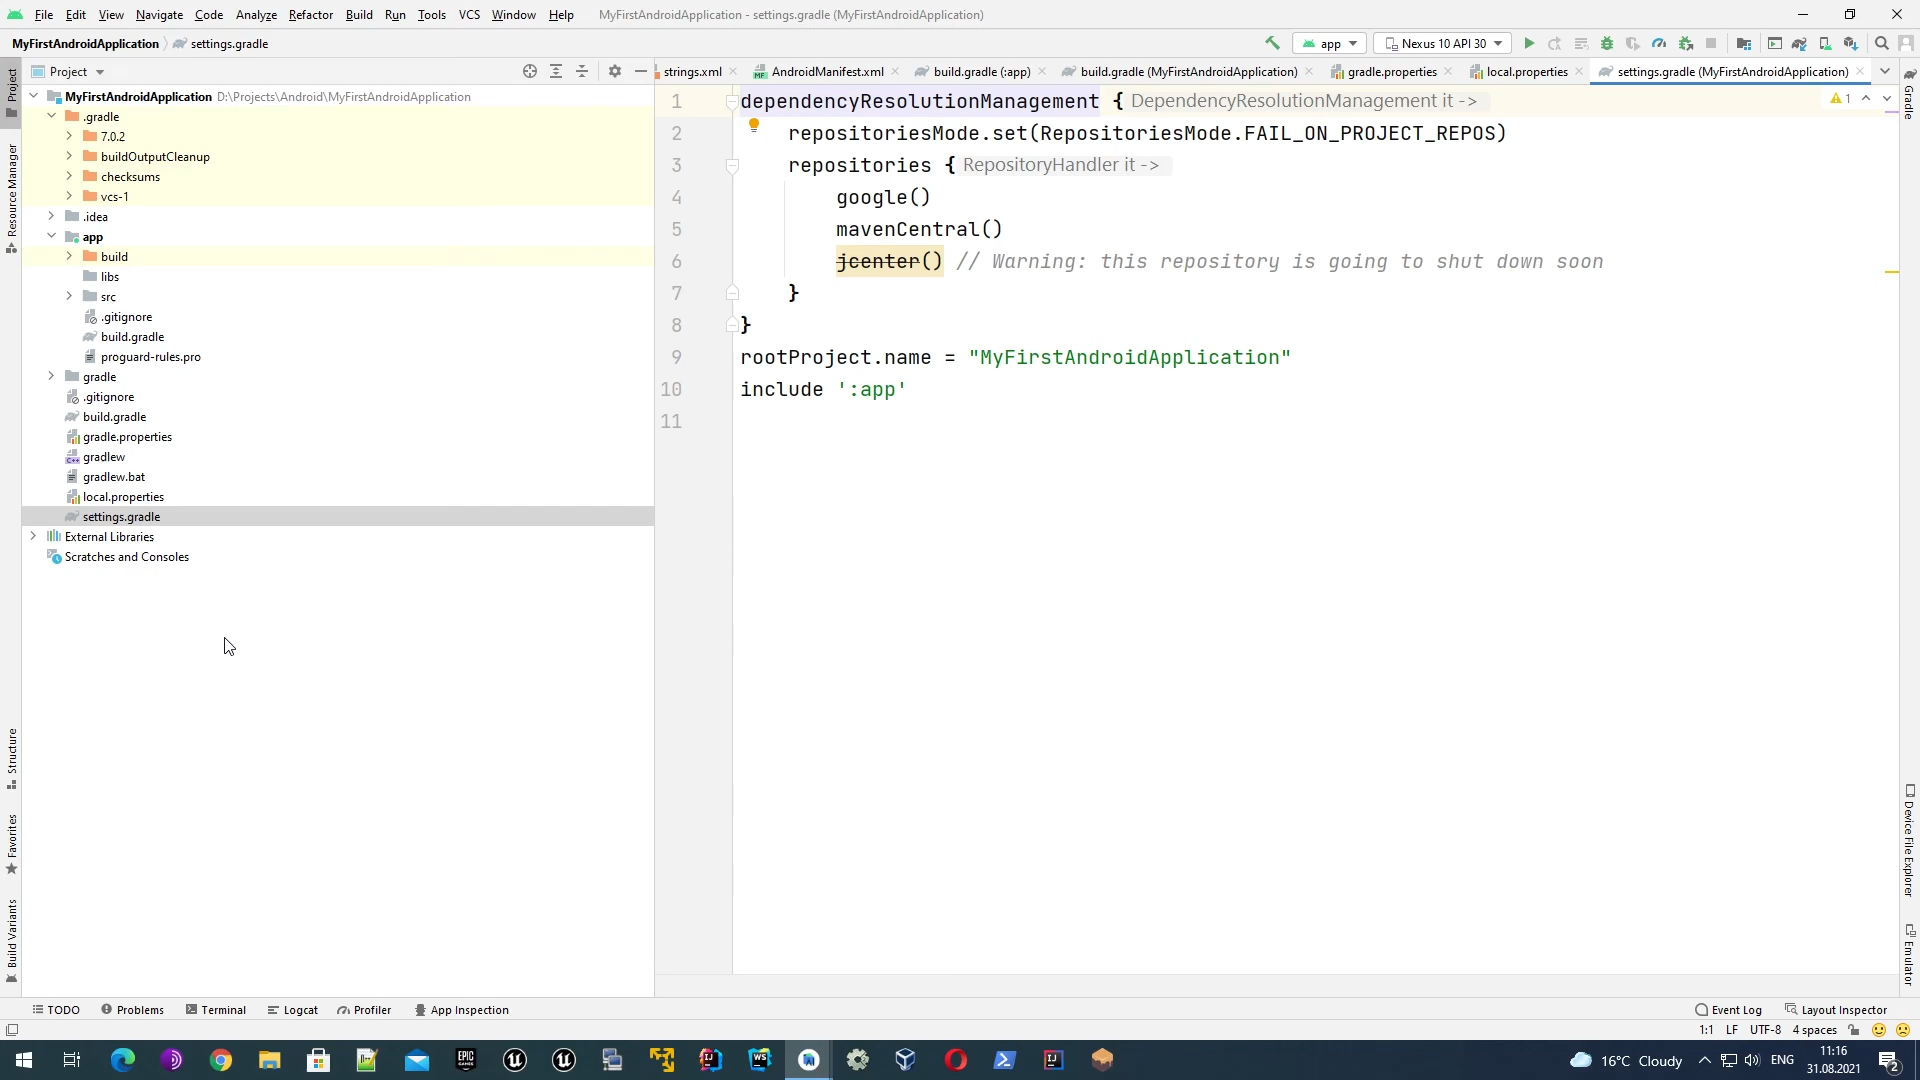 File Edit View Navigate Code Analyze Refactor Build Run Tools VCS Window Help MyFirstAndroidApplication - settings.gradle (MyFirstAndroidApplication)
MyFirstAndroidApplication settings.gradle app Nexus 10 API 30
Project strings.xml AndroidManifest.xml build.gradle (:app) build.gradle (MyFirstAndroidApplication) gradle.properties local.properties settings.gradle (MyFirstAndroidApplication)
MyFirstAndroidApplication D:\Projects\Android\MyFirstAndroidApplication
.gradle
7.0.2
buildOutputCleanup
checksums
vcs-1
.idea
app
build
libs
src
.gitignore
build.gradle
proguard-rules.pro
gradle
.gitignore
build.gradle
gradle.properties
gradlew
gradlew.bat
local.properties
settings.gradle
External Libraries
Scratches and Consoles
1 dependencyResolutionManagement { DependencyResolutionManagement it -> 1
2 repositoriesMode.set(RepositoriesMode.FAIL_ON_PROJECT_REPOS)
3 repositories { RepositoryHandler it ->
4 google()
5 mavenCentral()
6 jcenter() // Warning: this repository is going to shut down soon
7 }
8 }
9 rootProject.name = "MyFirstAndroidApplication"
10 include ':app'
11
Project
Resource Manager
Structure
Favorites
Build Variants
Gradle
Device File Explorer
Emulator
TODO Problems Terminal Logcat Profiler App Inspection Event Log Layout Inspector
1:1 LF UTF-8 4 spaces
EPIC GAMES
IJ
WS
IJ
16°C Cloudy ENG 11:16
31.08.2021
2